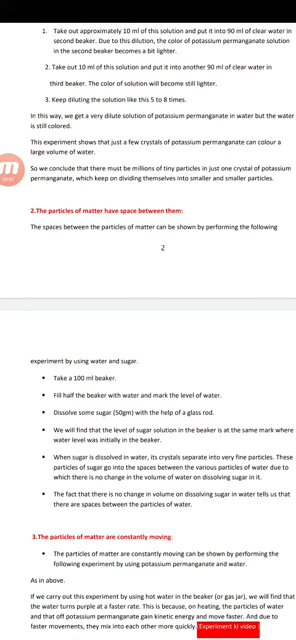 1. Take out approximately 10 ml of this solution and put it into 90 ml of clear water in
second beaker. Due to this dilution, the color of potassium permanganate solution
in the second beaker becomes a bit lighter.
2. Take out 10 ml of this solution and put it into another 90 ml of clear water in
third beaker. The color of solution will become still lighter.
3. Keep diluting the solution like this 5 to 8 times.
In this way, we get a very dilute solution of potassium permanganate in water but the water
is still colored.
This experiment shows that just a few crystals of potassium permanganate can colour a
large volume of water.
So we conclude that there must be millions of tiny particles in just one crystal of potassium
permanganate, which keep on dividing themselves into smaller and smaller particles.
2.The particles of matter have space between them:
The spaces between the particles of matter can be shown by performing the following
2
experiment by using water and sugar.
• Take a 100 ml beaker.
• Fill half the beaker with water and mark the level of water.
• Dissolve some sugar (50gm) with the help of a glass rod.
• We will find that the level of sugar solution in the beaker is at the same mark where
water level was initially in the beaker.
• When sugar is dissolved in water, its crystals separate into very fine particles. These
particles of sugar go into the spaces between the various particles of water due to
which there is no change in the volume of water on dissolving sugar in it.
• The fact that there is no change in volume on dissolving sugar in water tells us that
there are spaces between the particles of water.
3.The particles of matter are constantly moving:
• The particles of matter are constantly moving can be shown by performing the
following experiment by using potassium permanganate and water.
As in above.
If we carry out this experiment by using hot water in the beaker (or gas jar), we will find that
the water turns purple at a faster rate. This is because, on heating, the particles of water
and that off potassium permanganate gain kinetic energy and move faster. And due to
faster movements, they mix into each other more quickly. Experiment ki video